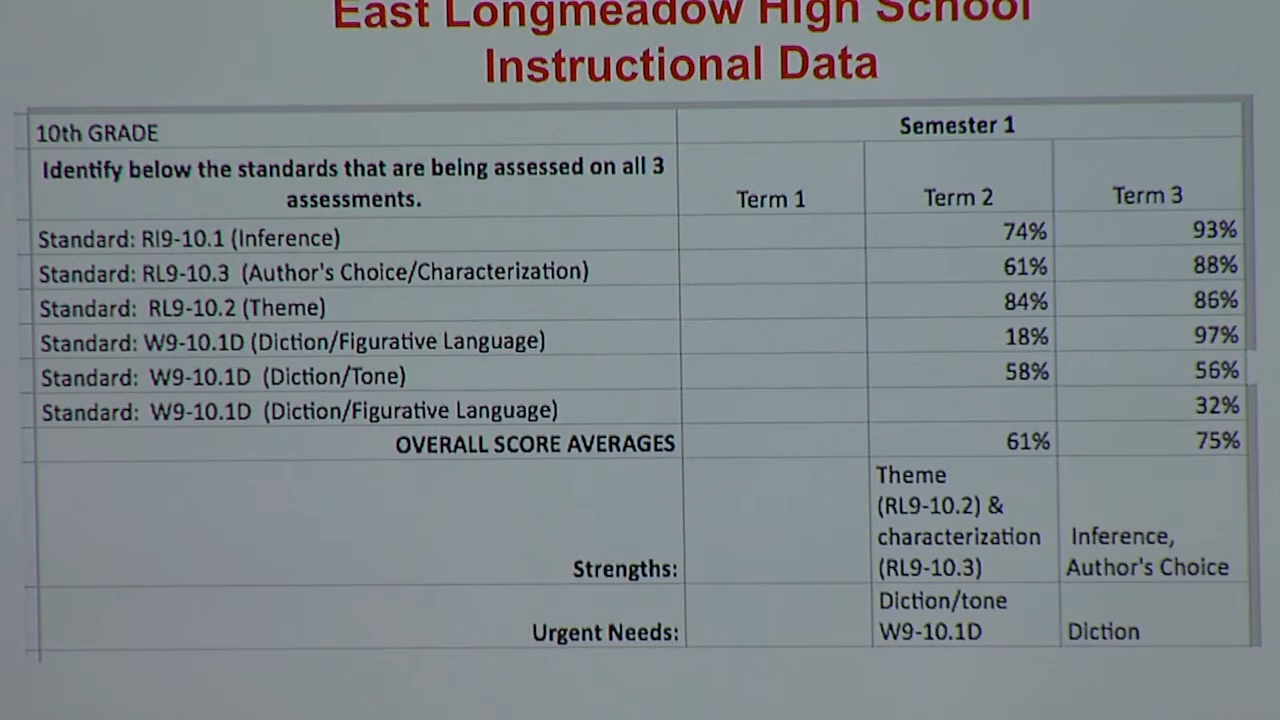 East Longmeadow High School
Instructional Data
10th GRADE
Semester 1
Identify below the standards that are being assessed on all 3
assessments.
Term 1
Term 2
Term 3
Standard: RI9-10.1 (Inference)
74%
93%
Standard: RL9-10.3 (Author's Choice/Characterization)
61%
88%
Standard: RL9-10.2 (Theme)
84%
86%
Standard: W9-10.1D (Diction/Figurative Language)
18%
97%
Standard: W9-10.1D (Diction/Tone)
58%
56%
Standard: W9-10.1D (Diction/Figurative Language)
32%
OVERALL SCORE AVERAGES
61%
75%
Strengths:
Theme
(RL9-10.2) &
characterization
(RL9-10.3)
Inference,
Author's Choice
Urgent Needs:
Diction/tone
W9-10.1D
Diction